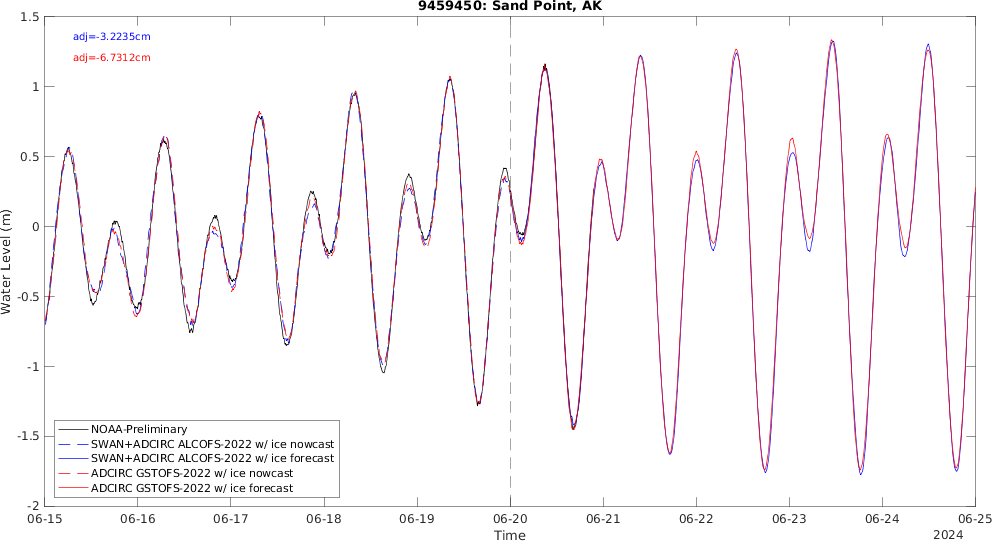 9459450: Sand Point, AK
adj=-3.2235cm
adj=-6.7312cm
Water Level (m)
1.5
1
0.5
0
-0.5
-1
-1.5
-2
NOAA-Preliminary
SWAN+ADCIRC ALCOFS-2022 w/ ice nowcast
SWAN+ADCIRC ALCOFS-2022 w/ ice forecast
ADCIRC GSTOFS-2022 w/ ice nowcast
ADCIRC GSTOFS-2022 w/ ice forecast
06-15 06-16 06-17 06-18 06-19 06-20 06-21 06-22 06-23 06-24 06-25
Time
2024